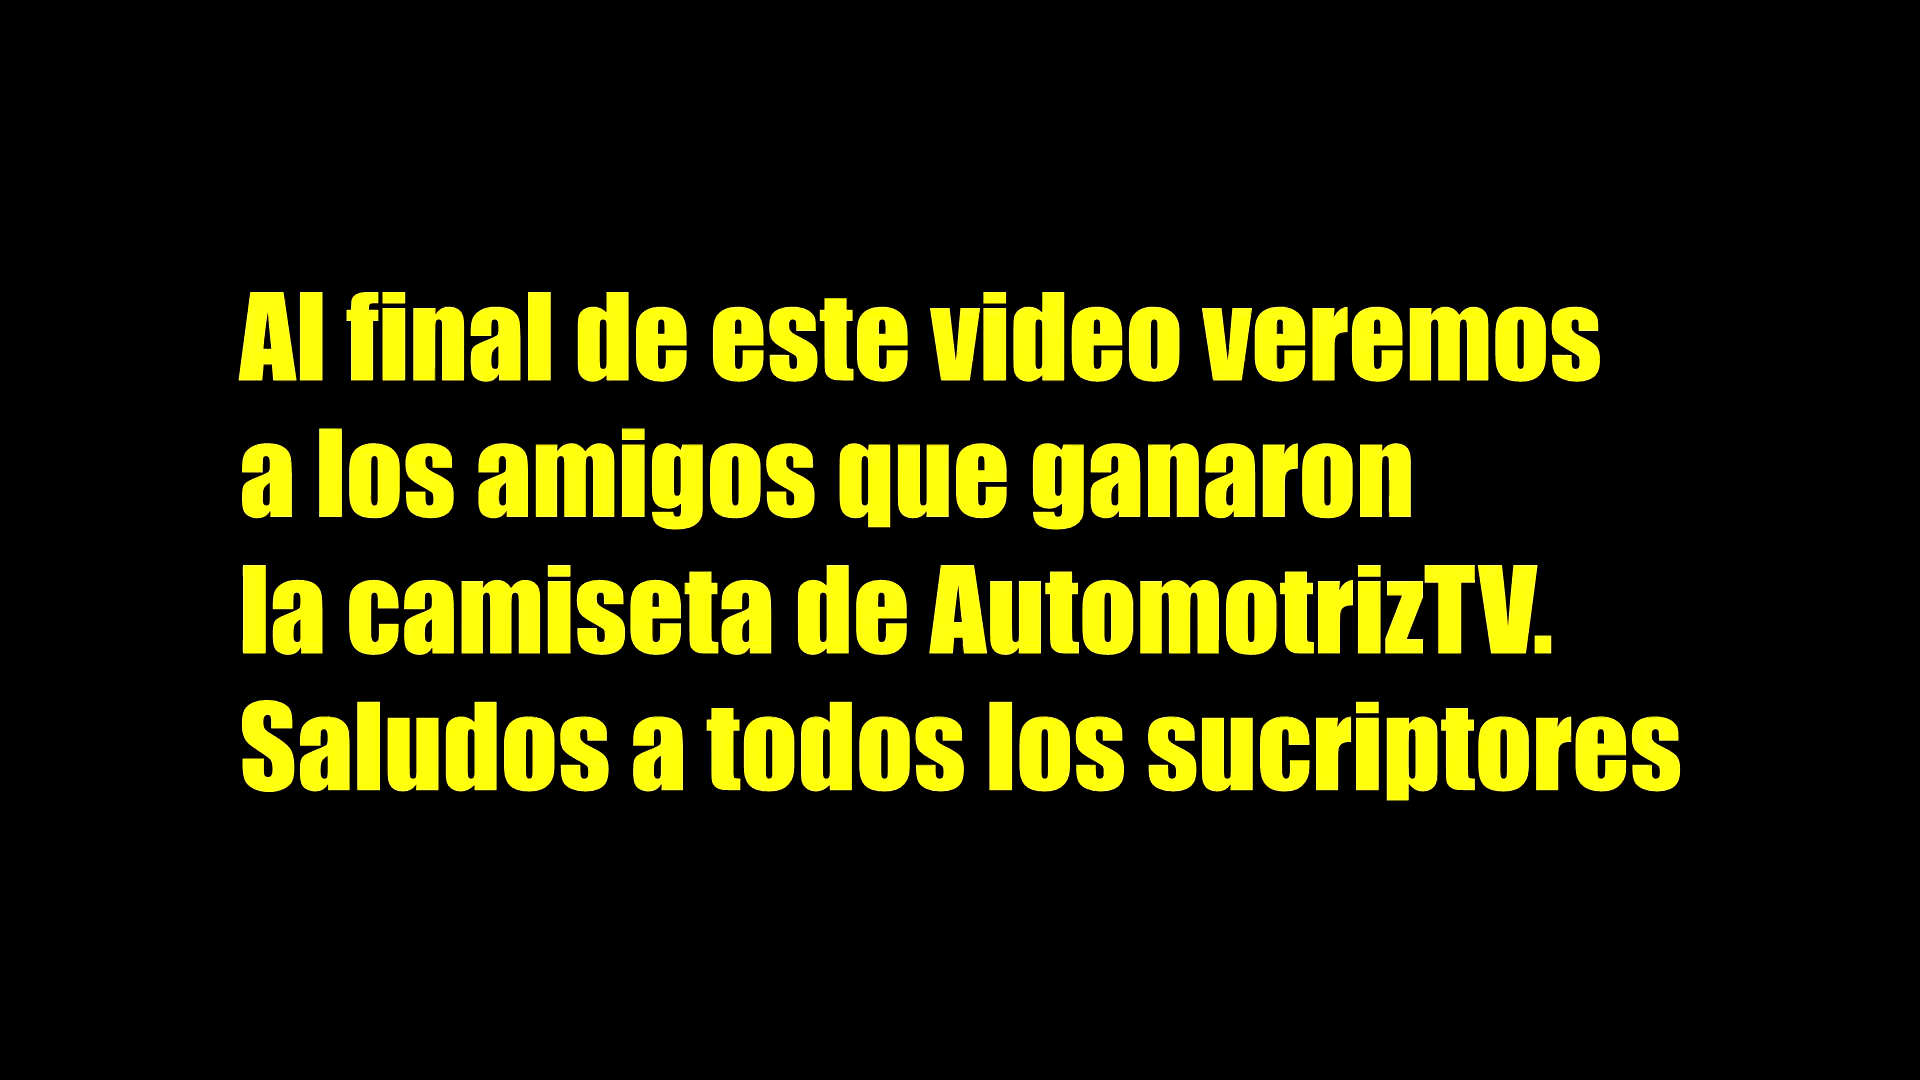 Al final de este video veremos
a los amigos que ganaron
la camiseta de AutomotrizTV.
Saludos a todos los sucriptores